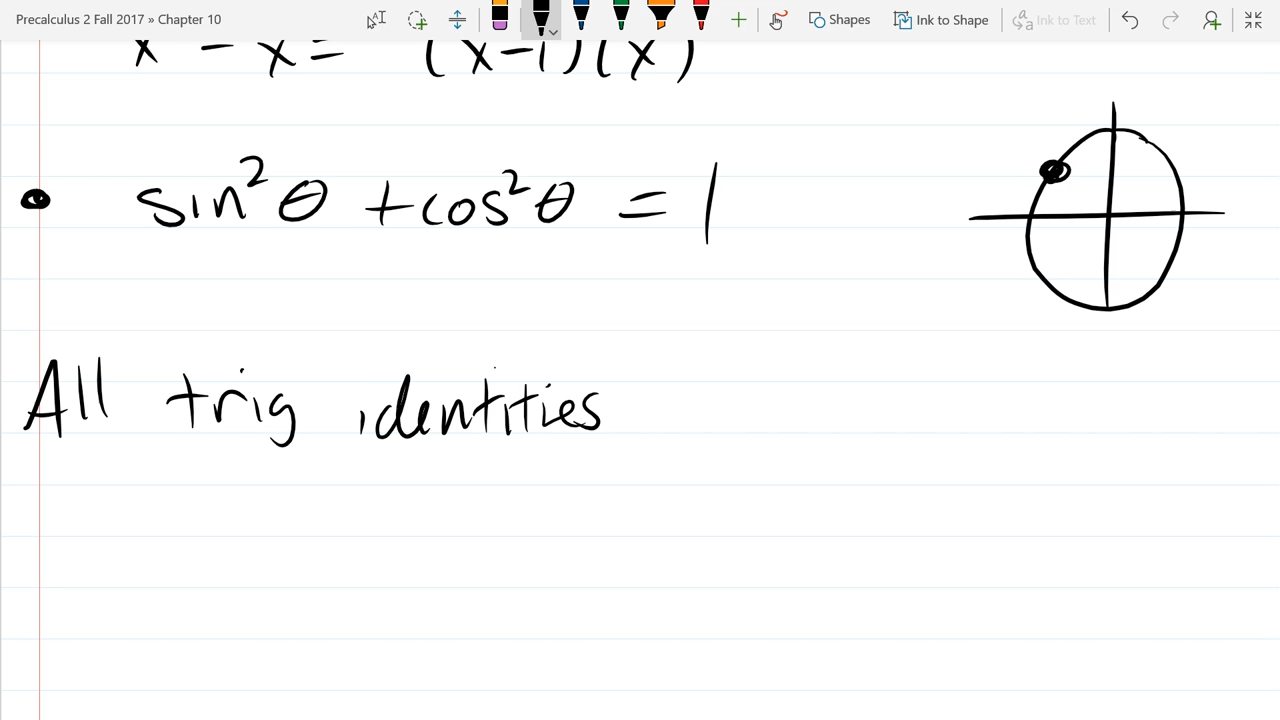 Precalculus 2 Fall 2017 » Chapter 10
Shapes
Ink to Shape
Ink to Text
x - x = (x-1)(x)
sin²θ + cos²θ = 1
All trig identities